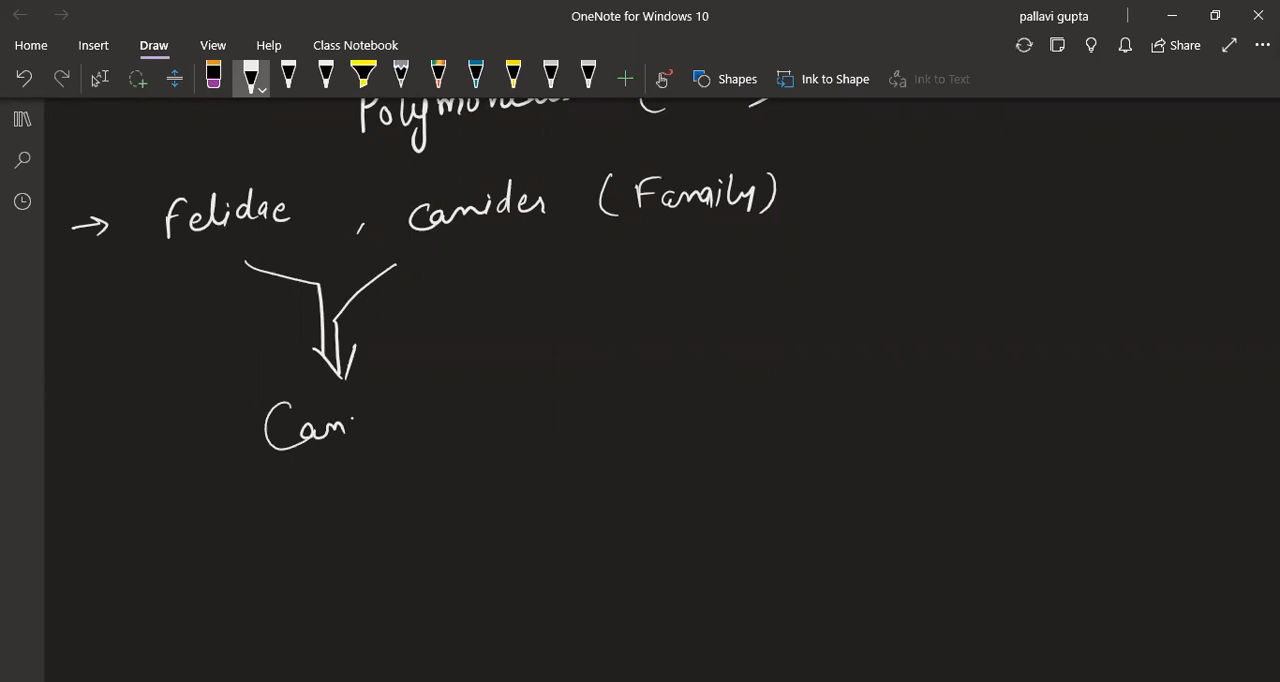 OneNote for Windows 10
pallavi gupta
Home Insert Draw View Help Class Notebook
Share
Shapes Ink to Shape Ink to Text
→ Felidae , canider (Family)
Can